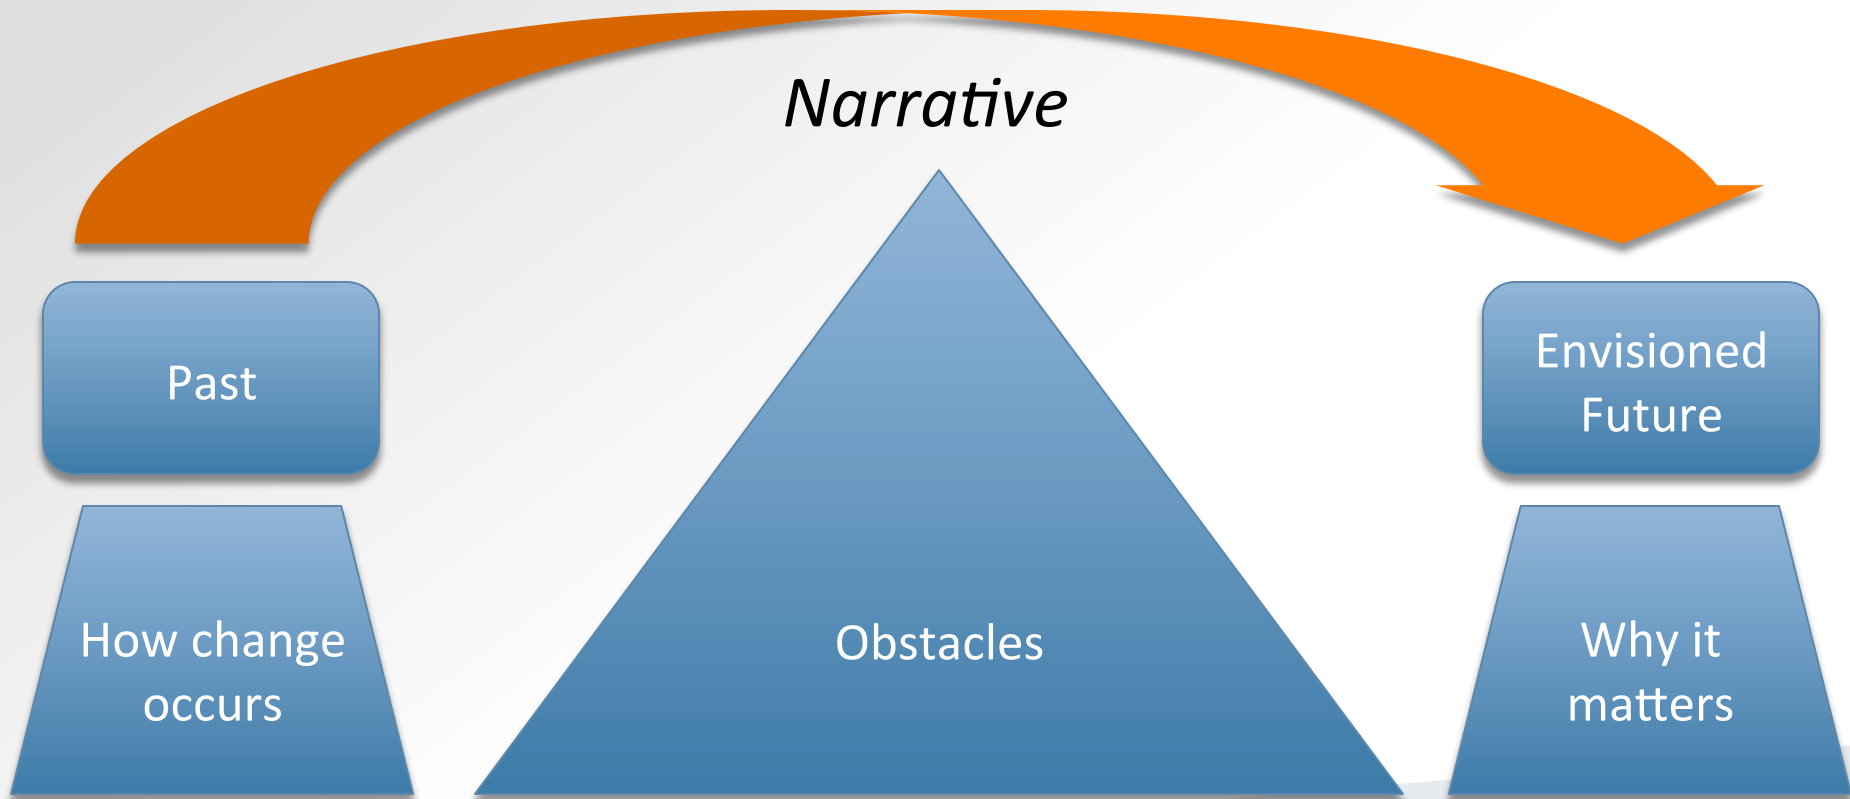 Narrative
Past
Envisioned
Future
How change
occurs
Obstacles
Why it
matters